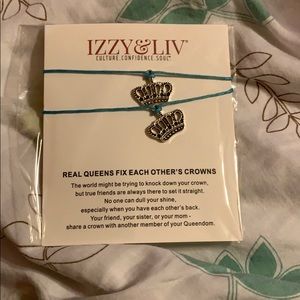 IZZY&LIV®
CULTURE.CONFIDENCE.SOUL®
REAL QUEENS FIX EACH OTHER'S CROWNS
The world might be trying to knock down your crown,
but true friends are always there to set it straight.
No one can dull your shine,
especially when you have each other's back.
Your friend, your sister, or your mom -
share a crown with another member of your Queendom.